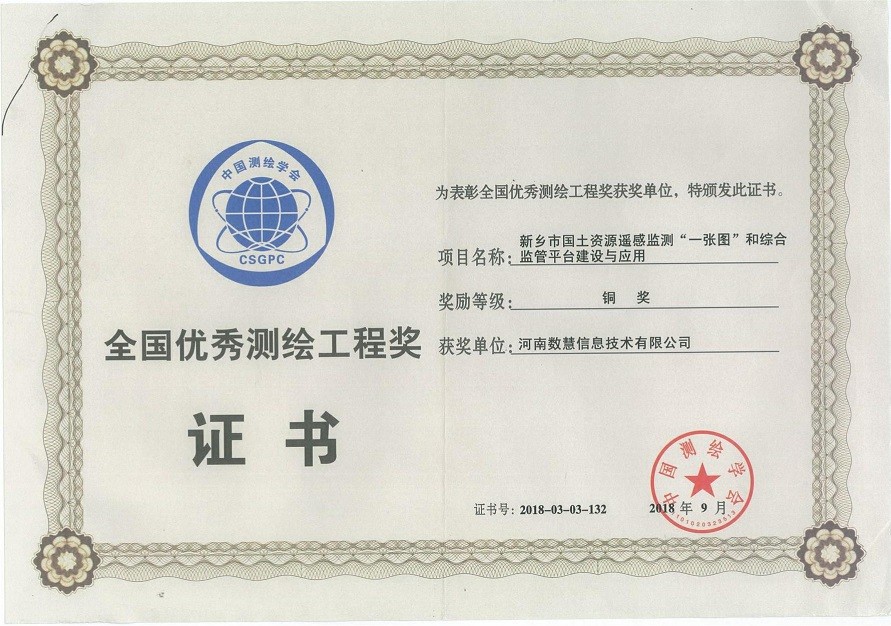 中国测绘学会
CSGPC
全国优秀测绘工程奖
证书
为表彰全国优秀测绘工程奖获奖单位，特颁发此证书。
项目名称：新乡市国土资源遥感监测“一张图”和综合
监管平台建设与应用
奖励等级：铜 奖
获奖单位：河南数慧信息技术有限公司
中国测绘学会
证书号：2018-03-03-132
2018 年 9 月